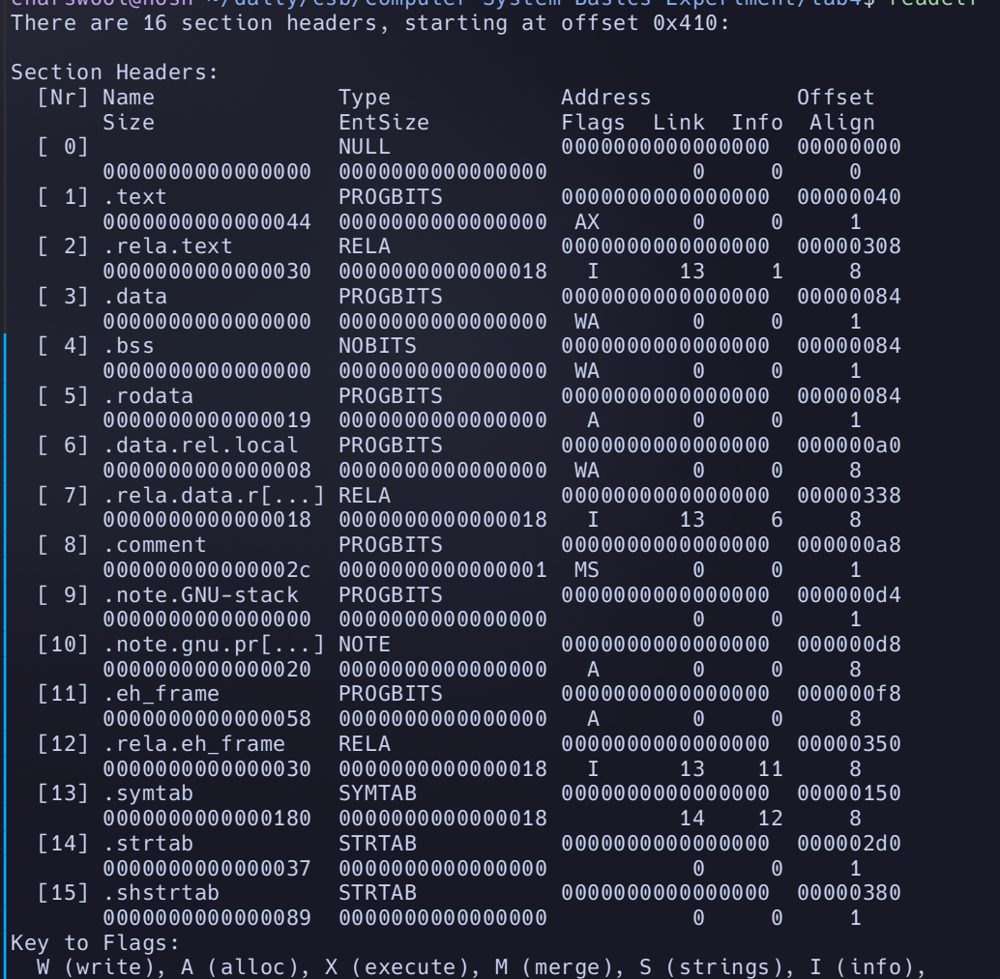 charswool@nosh ~/daily/csb/Computer System Basics Experiment/lab4$ readelf
There are 16 section headers, starting at offset 0x410:
Section Headers:
[Nr] Name Type Address Offset
Size EntSize Flags Link Info Align
[ 0] NULL 0000000000000000 00000000
0000000000000000 0000000000000000 0 0 0
[ 1] .text PROGBITS 0000000000000000 00000040
0000000000000044 0000000000000000 AX 0 0 1
[ 2] .rela.text RELA 0000000000000000 00000308
0000000000000030 0000000000000018 I 13 1 8
[ 3] .data PROGBITS 0000000000000000 00000084
0000000000000000 0000000000000000 WA 0 0 1
[ 4] .bss NOBITS 0000000000000000 00000084
0000000000000000 0000000000000000 WA 0 0 1
[ 5] .rodata PROGBITS 0000000000000000 00000084
0000000000000019 0000000000000000 A 0 0 1
[ 6] .data.rel.local PROGBITS 0000000000000000 000000a0
0000000000000008 0000000000000000 WA 0 0 8
[ 7] .rela.data.r[...] RELA 0000000000000000 00000338
0000000000000018 0000000000000018 I 13 6 8
[ 8] .comment PROGBITS 0000000000000000 000000a8
000000000000002c 0000000000000001 MS 0 0 1
[ 9] .note.GNU-stack PROGBITS 0000000000000000 000000d4
0000000000000000 0000000000000000 0 0 1
[10] .note.gnu.pr[...] NOTE 0000000000000000 000000d8
0000000000000020 0000000000000000 A 0 0 8
[11] .eh_frame PROGBITS 0000000000000000 000000f8
0000000000000058 0000000000000000 A 0 0 8
[12] .rela.eh_frame RELA 0000000000000000 00000350
0000000000000030 0000000000000018 I 13 11 8
[13] .symtab SYMTAB 0000000000000000 00000150
0000000000000180 0000000000000018 14 12 8
[14] .strtab STRTAB 0000000000000000 000002d0
0000000000000037 0000000000000000 0 0 1
[15] .shstrtab STRTAB 0000000000000000 00000380
0000000000000089 0000000000000000 0 0 1
Key to Flags:
W (write), A (alloc), X (execute), M (merge), S (strings), I (info),